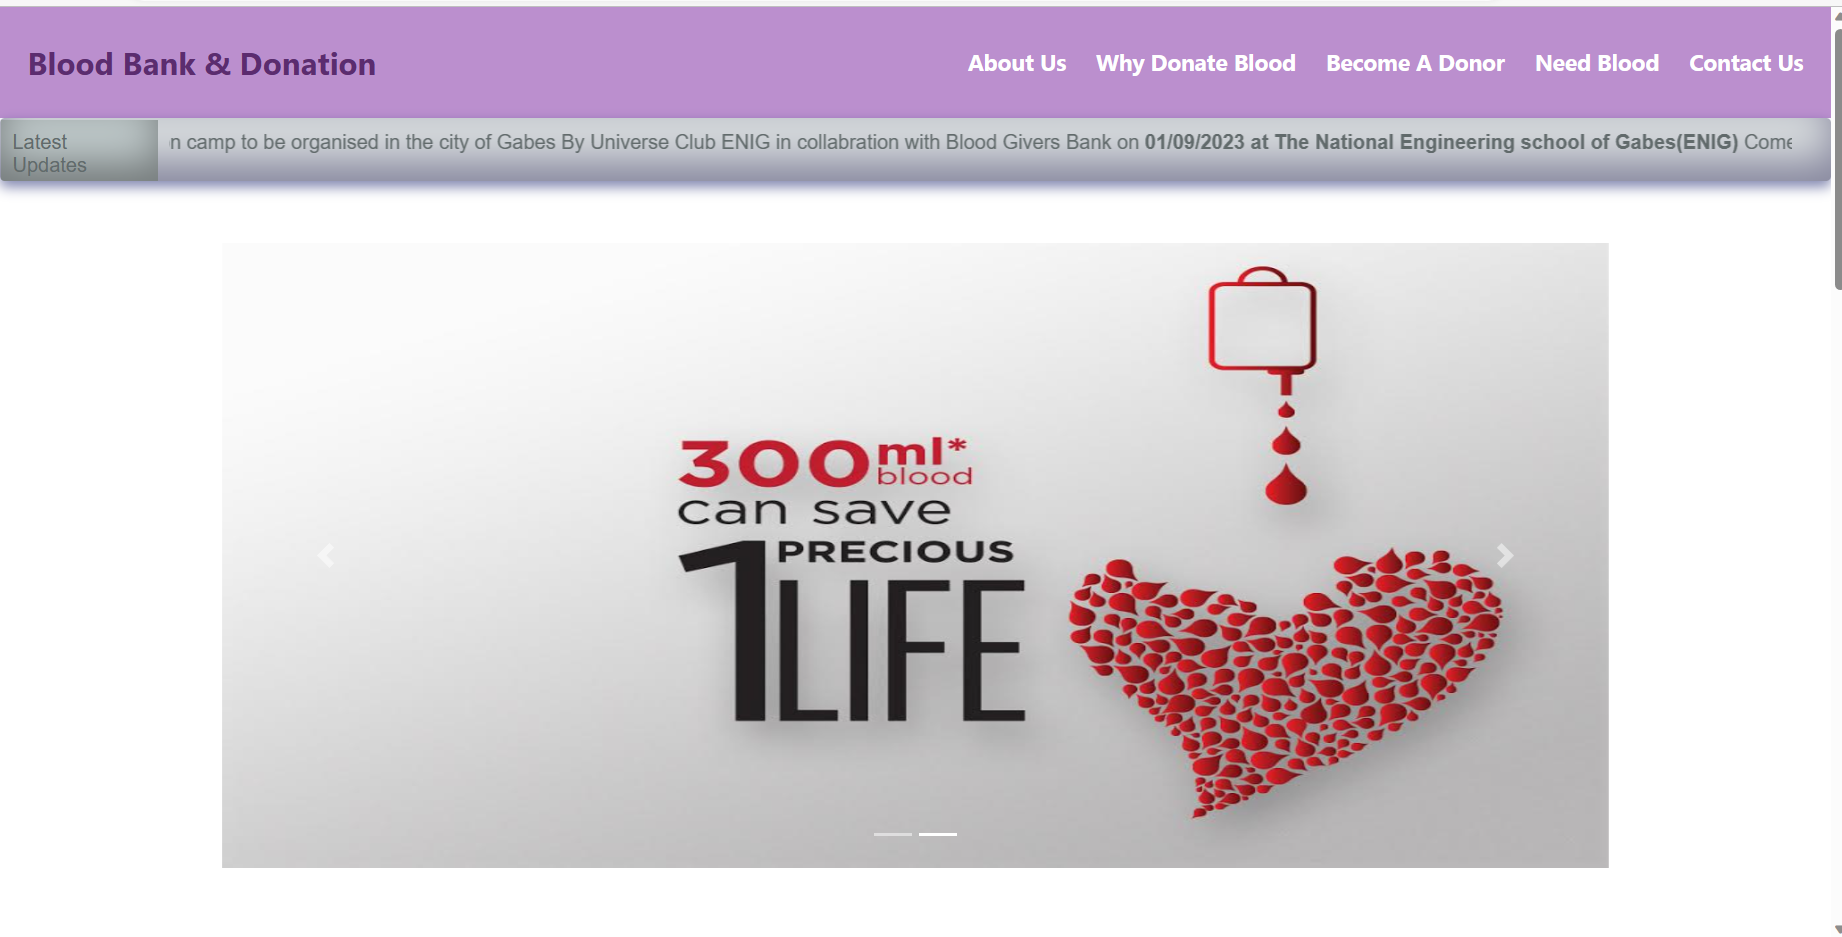 Blood Bank & Donation
About Us Why Donate Blood Become A Donor Need Blood Contact Us
Latest
Updates
n camp to be organised in the city of Gabes By Universe Club ENIG in collabration with Blood Givers Bank on 01/09/2023 at The National Engineering school of Gabes(ENIG) Come
300 ml*
blood
can save
1 PRECIOUS
LIFE